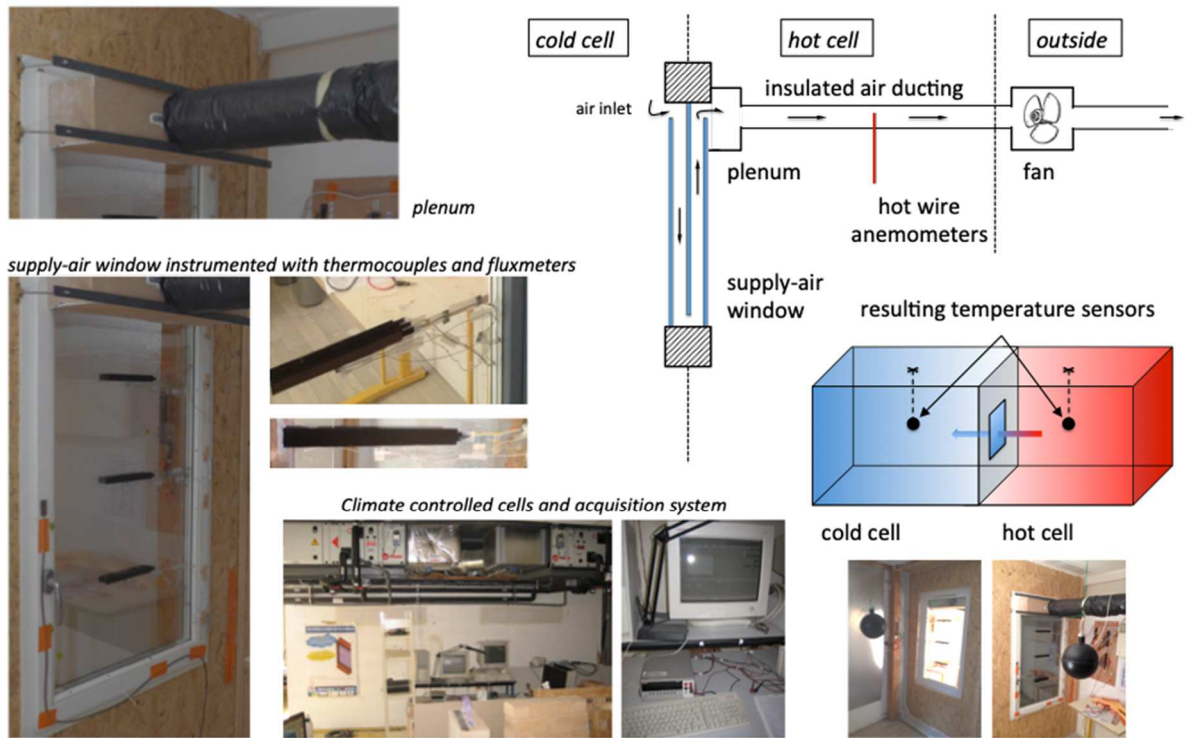 cold cell
hot cell
outside
insulated air ducting
air inlet
plenum
fan
hot wire
anemometers
plenum
supply-air window instrumented with thermocouples and fluxmeters
supply-air
window
resulting temperature sensors
Climate controlled cells and acquisition system
cold cell
hot cell